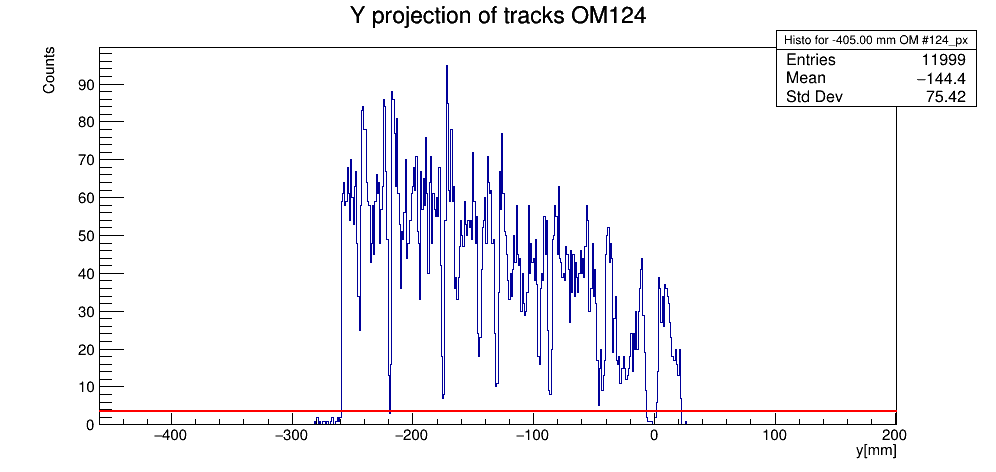 Y projection of tracks OM124
Histo for -405.00 mm OM #124_px
Entries 11999
Mean −144.4
Std Dev 75.42
Counts
90
80
70
60
50
40
30
20
10
0
−400 −300 −200 −100 0 100 200
y[mm]